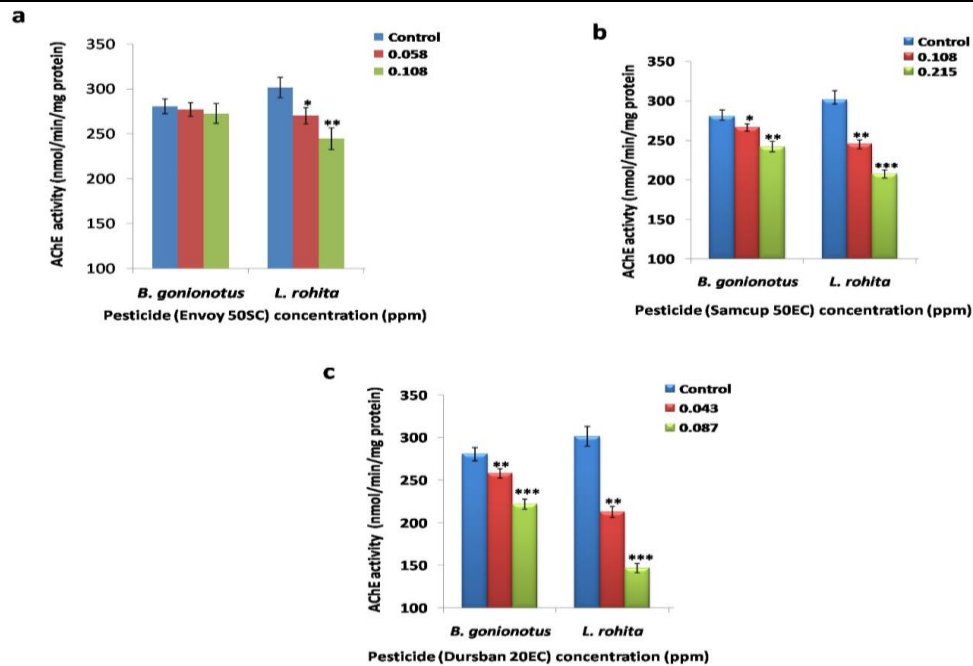 a
AChE activity (nmol/min/mg protein)
350
300
250
200
150
100
Control
0.058
0.108
*
**
B. gonionotus L. rohita
Pesticide (Envoy 50SC) concentration (ppm)
b
AChE activty (nmol/min/mg protein
350
300
250
200
150
100
Control
0.108
0.215
*
**
**
***
B. gonionotus L. rohita
Pesticide (Samcup 50EC) concentration (ppm)
c
AChE activity (nmol/min/mg protein)
350
300
250
200
150
100
Control
0.043
0.087
**
***
**
***
B. gonionotus L. rohita
Pesticide (Dursban 20EC) concentration (ppm)